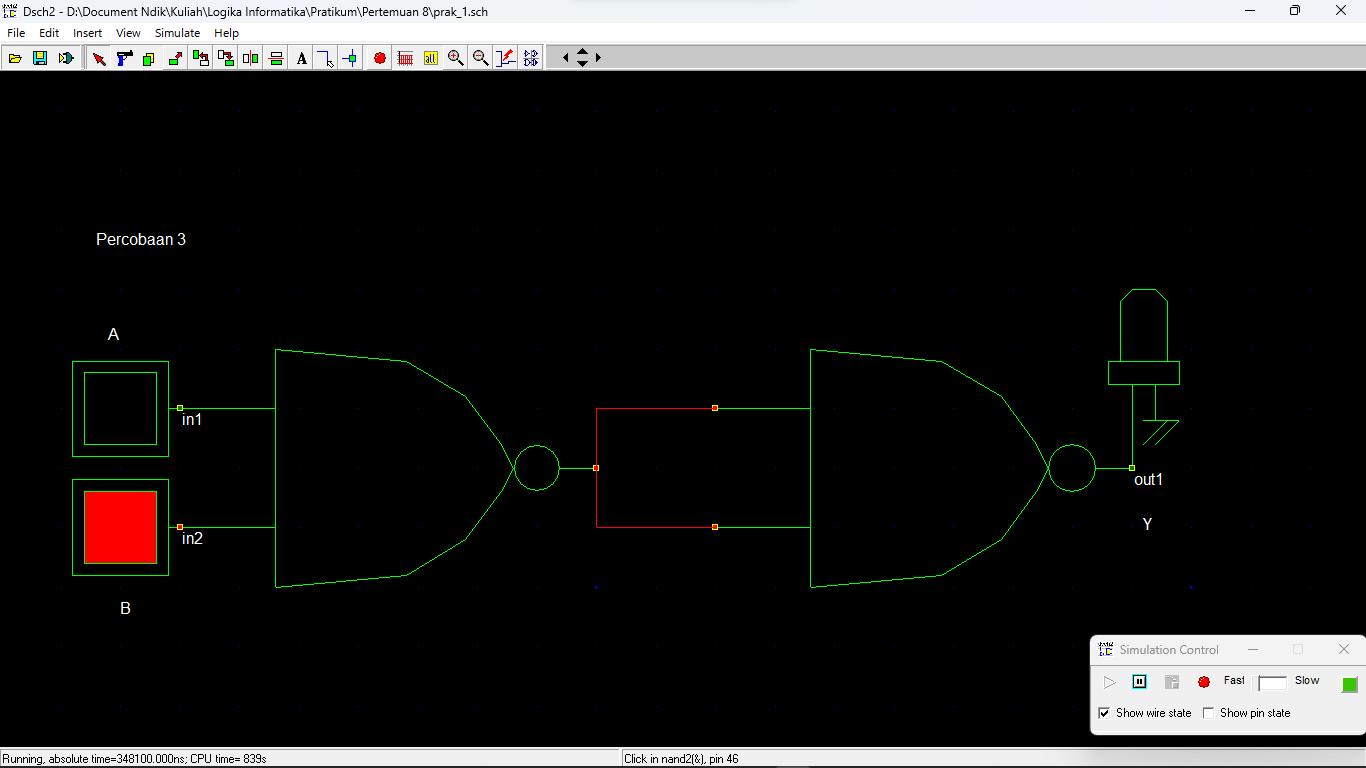 Dsch2 - D:\Document Ndik\Kuliah\Logika Informatika\Pratikum\Pertemuan 8\prak_1.sch
File Edit Insert View Simulate Help
A
all
Percobaan 3
A
in1
in2
B
out1
Y
Simulation Control
Fast Slow
Show wire state Show pin state
Running, absolute time=348100.000ns; CPU time= 839s
Click in nand2(&), pin 46